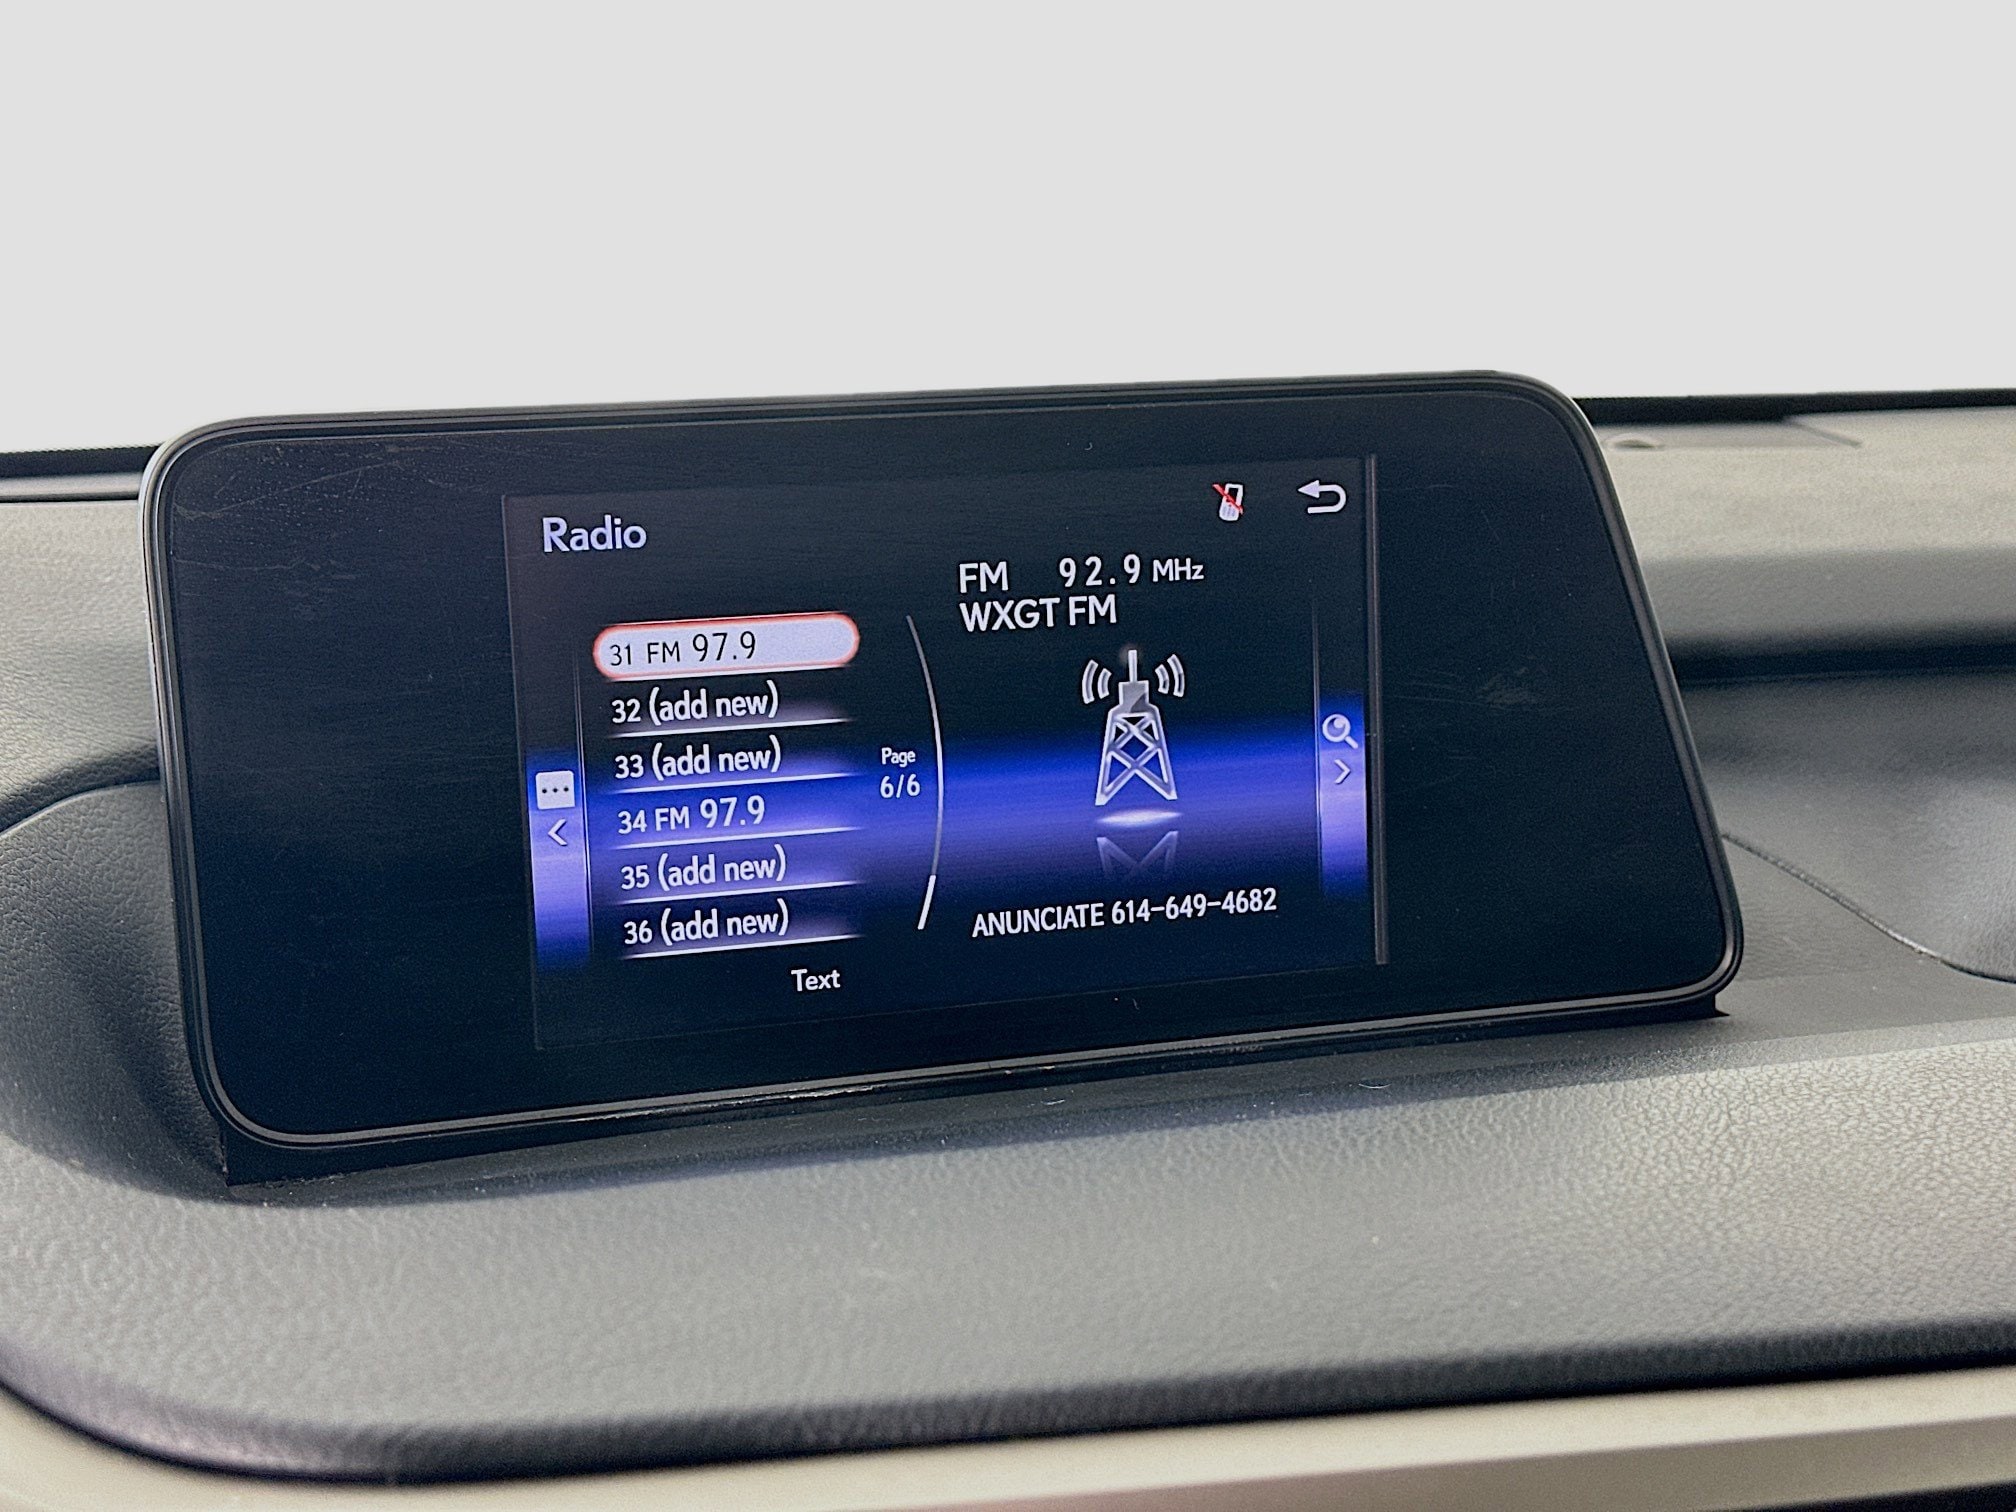 Radio
FM 92.9 MHz
WXGT FM
31 FM 97.9
32 (add new)
33 (add new)
34 FM 97.9
35 (add new)
36 (add new)
Page
6/6
ANUNCIATE 614-649-4682
Text